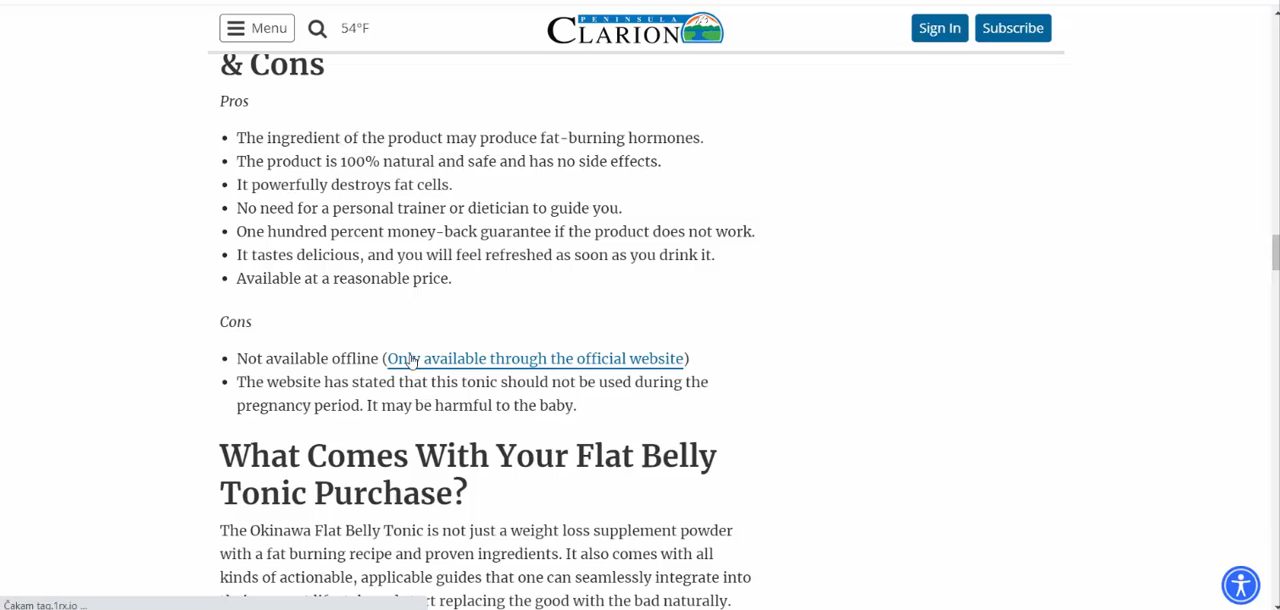 Menu
54°F
PENINSULA
CLARION
Sign In
Subscribe
& Cons
Pros
• The ingredient of the product may produce fat-burning hormones.
• The product is 100% natural and safe and has no side effects.
• It powerfully destroys fat cells.
• No need for a personal trainer or dietician to guide you.
• One hundred percent money-back guarantee if the product does not work.
• It tastes delicious, and you will feel refreshed as soon as you drink it.
• Available at a reasonable price.
Cons
• Not available offline (Only available through the official website)
• The website has stated that this tonic should not be used during the
pregnancy period. It may be harmful to the baby.
What Comes With Your Flat Belly
Tonic Purchase?
The Okinawa Flat Belly Tonic is not just a weight loss supplement powder
with a fat burning recipe and proven ingredients. It also comes with all
kinds of actionable, applicable guides that one can seamlessly integrate into
replacing the good with the bad naturally.
Čakam tag.1rx.io ...